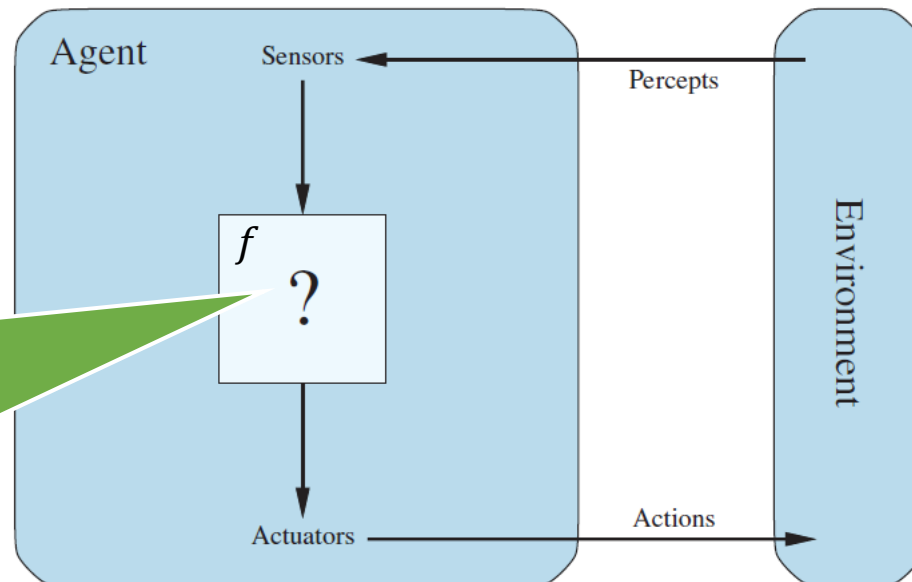 Agent
Sensors
Percepts
f
?
Environment
Actuators
Actions